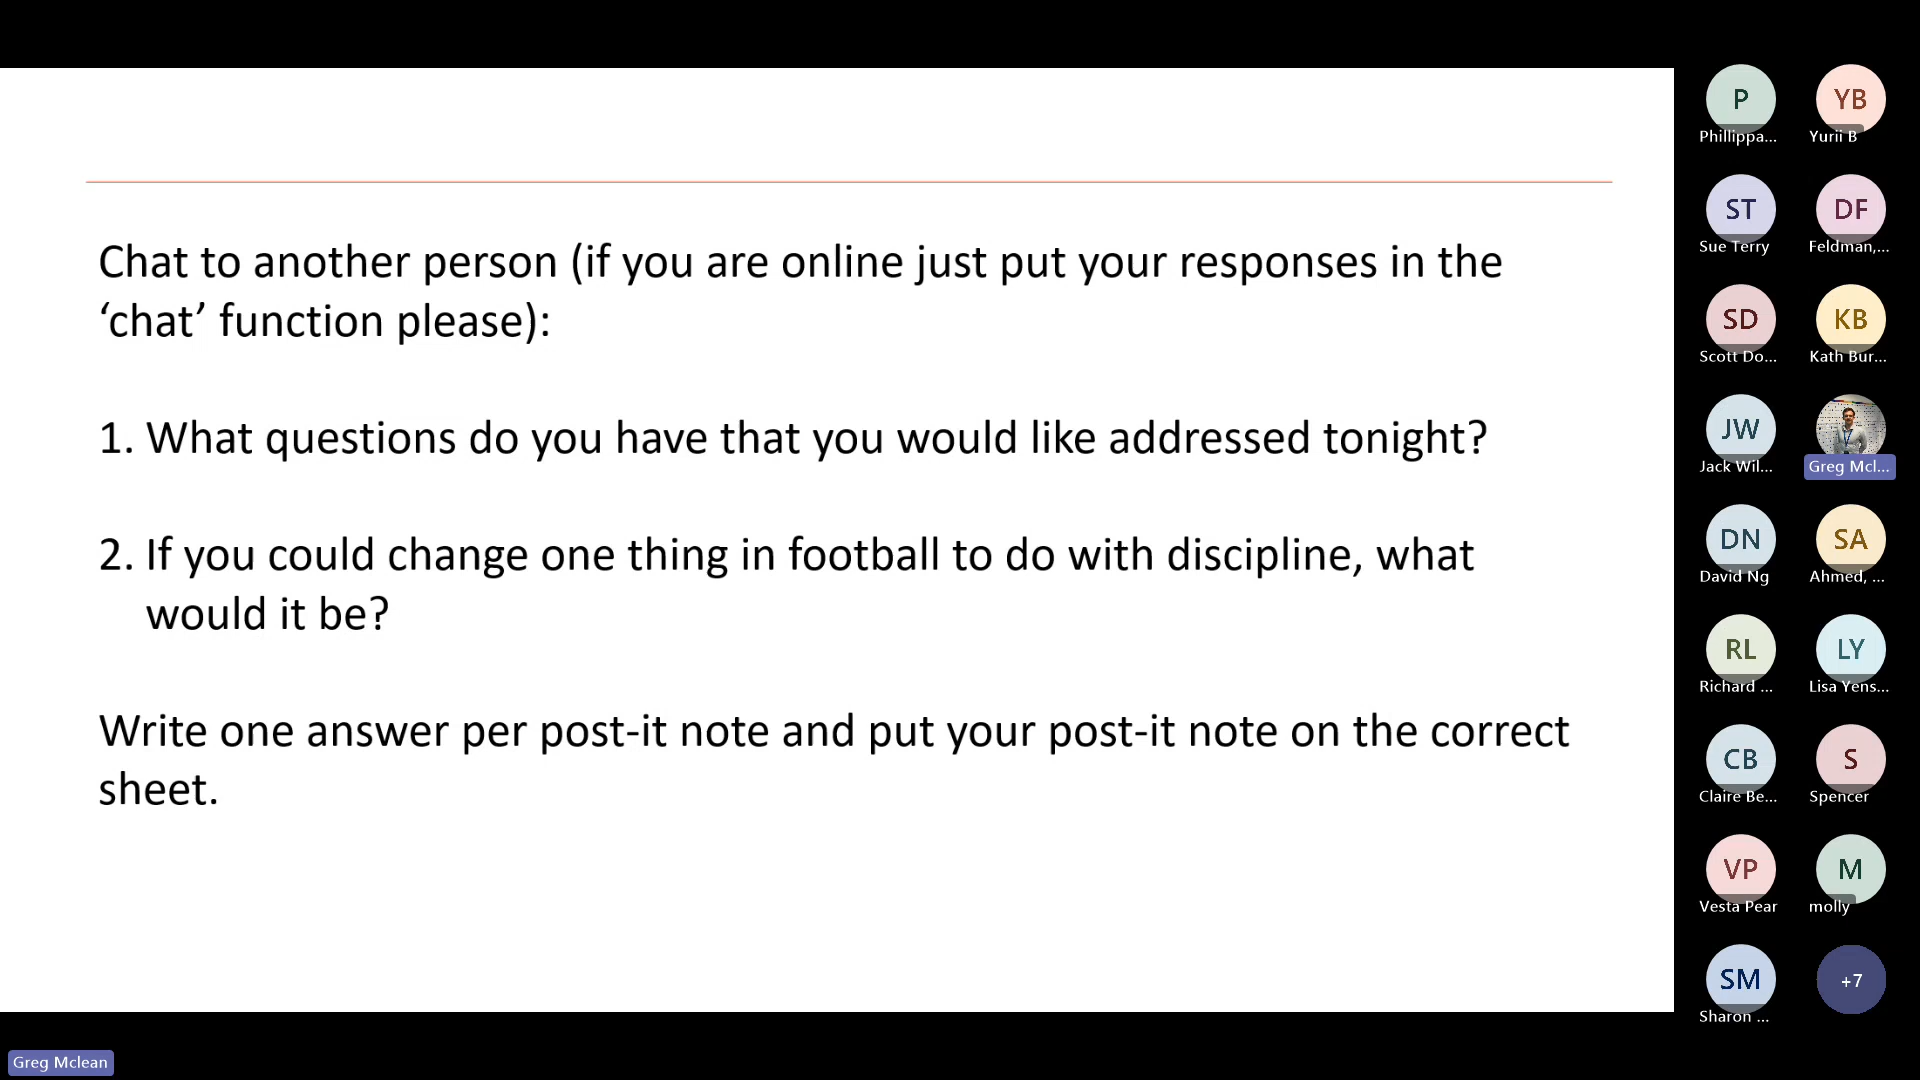 Chat to another person (if you are online just put your responses in the
‘chat’ function please):
1. What questions do you have that you would like addressed tonight?
2. If you could change one thing in football to do with discipline, what
would it be?
Write one answer per post-it note and put your post-it note on the correct
sheet.
P
Phillippa...
YB
Yurii B
ST
Sue Terry
DF
Feldman,...
SD
Scott Do...
KB
Kath Bur...
JW
Jack Wil...
Greg Mcl...
DN
David Ng
SA
Ahmed, ...
RL
Richard ...
LY
Lisa Yens...
CB
Claire Be...
S
Spencer
VP
Vesta Pear
M
molly
SM
Sharon ...
+7
Greg Mclean